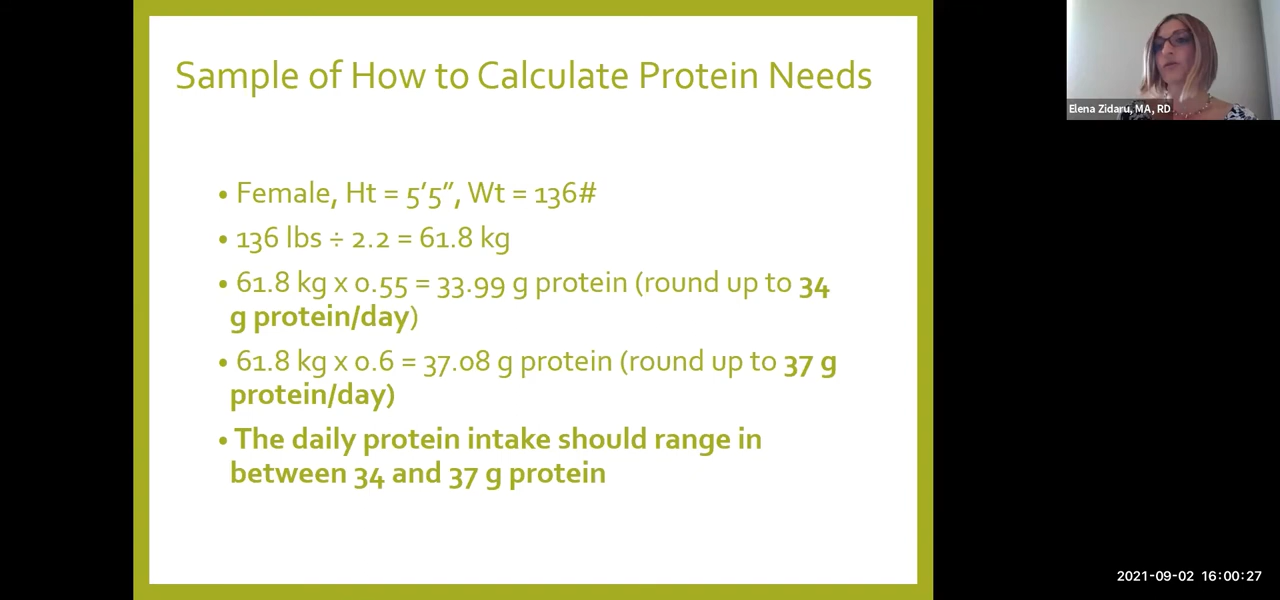 Sample of How to Calculate Protein Needs
• Female, Ht = 5’5”, Wt = 136#
• 136 lbs ÷ 2.2 = 61.8 kg
• 61.8 kg x 0.55 = 33.99 g protein (round up to 34
g protein/day)
• 61.8 kg x 0.6 = 37.08 g protein (round up to 37 g
protein/day)
• The daily protein intake should range in
between 34 and 37 g protein
Elena Zidaru, MA, RD
2021-09-02 16:00:27